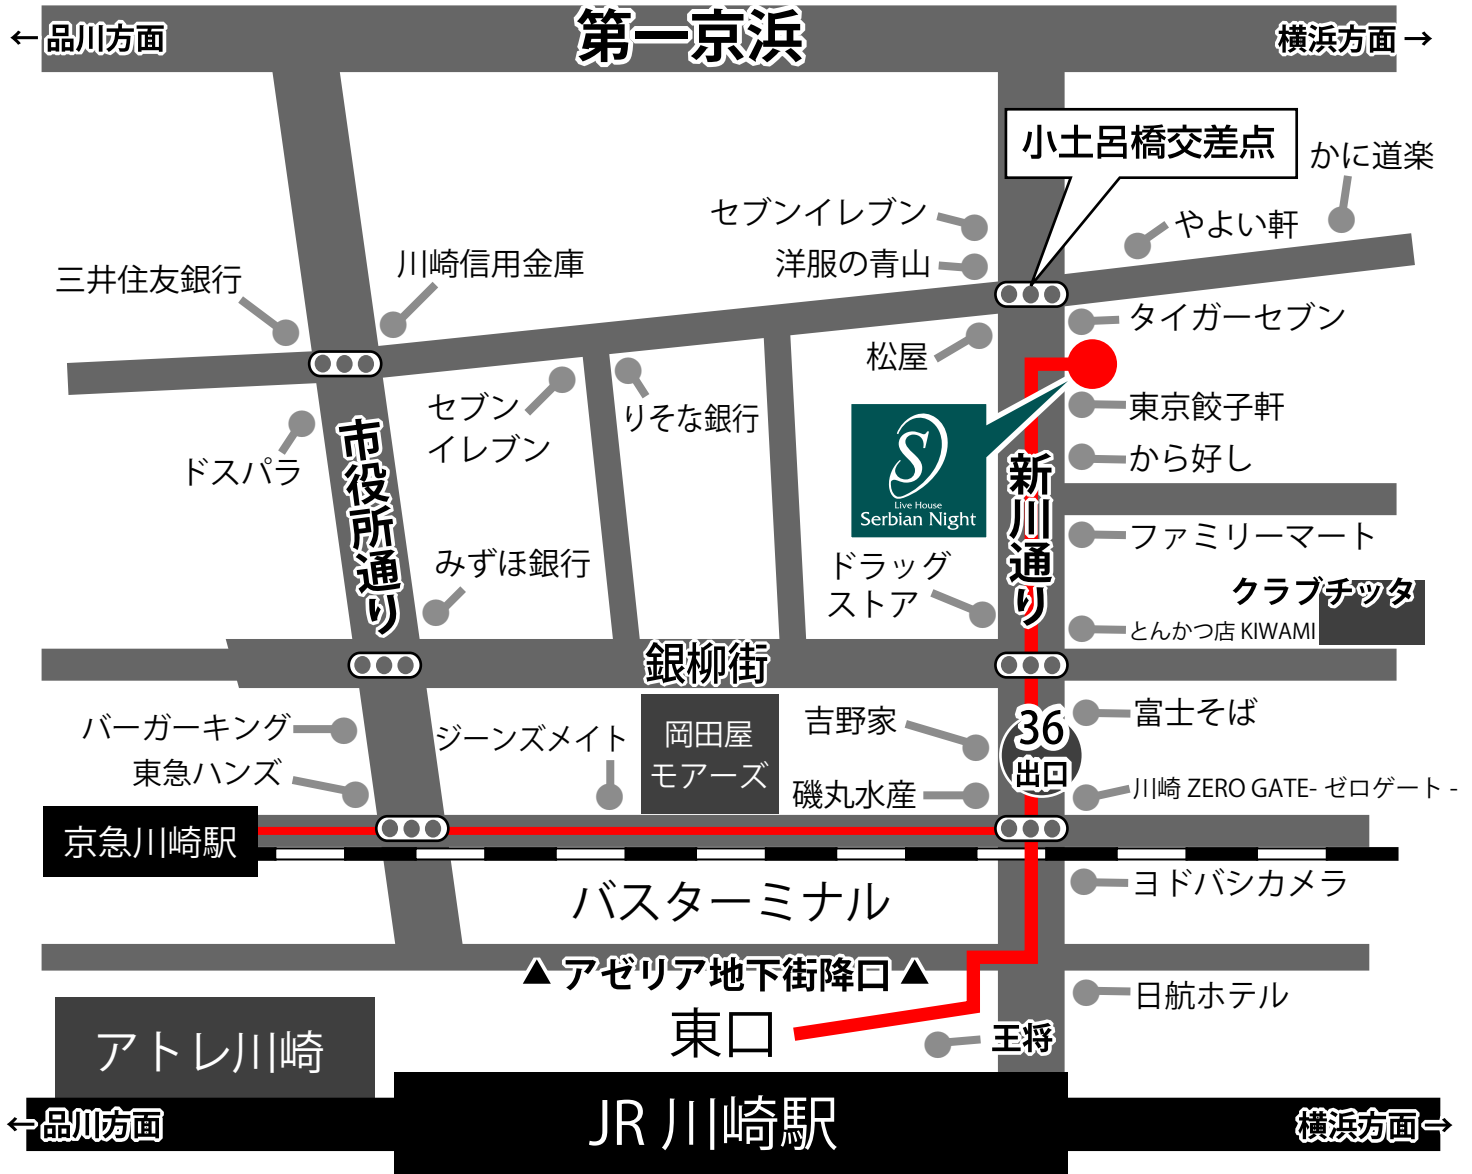 第一京浜
← 品川方面
横浜方面 →
小土呂橋交差点
かに道楽
セブンイレブン
やよい軒
洋服の青山
川崎信用金庫
三井住友銀行
タイガーセブン
松屋
セブン
イレブン
りそな銀行
東京餃子軒
から好し
ドスパラ
市役所通り
新川通り
S
Live House
Serbian Night
ファミリーマート
みずほ銀行
ドラッグ
ストア
クラブチッタ
とんかつ店 KIWAMI
銀柳街
バーガーキング
東急ハンズ
ジーンズメイト
岡田屋
モアーズ
吉野家
磯丸水産
36
出口
富士そば
川崎 ZERO GATE- ゼロゲート -
京急川崎駅
バスターミナル
ヨドバシカメラ
▲ アゼリア地下街降口 ▲
日航ホテル
東口
王将
アトレ川崎
JR 川崎駅
← 品川方面
横浜方面 →